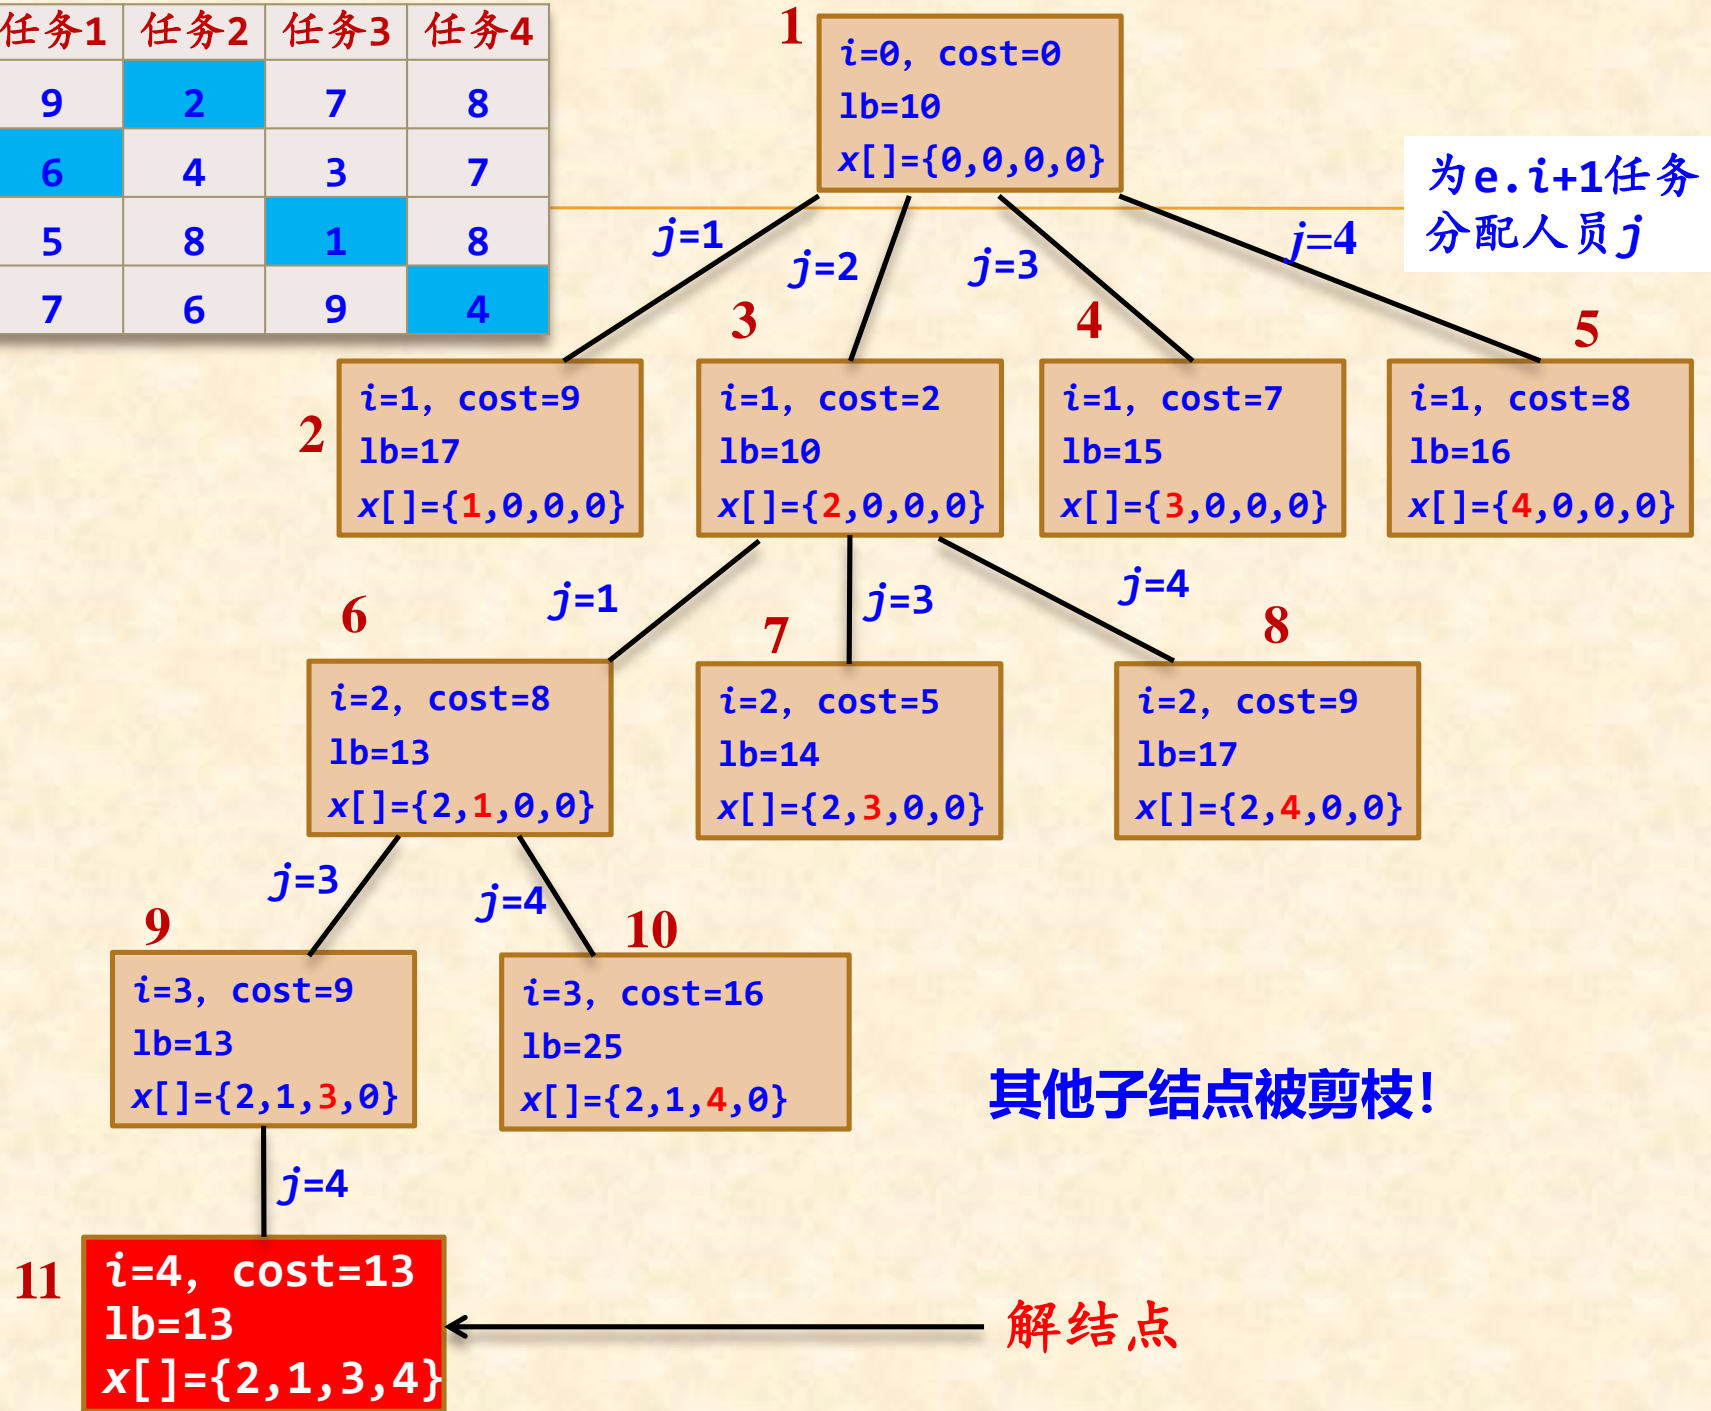 任务1 任务2 任务3 任务4
9 2 7 8
6 4 3 7
5 8 1 8
7 6 9 4
1
i=0, cost=0
lb=10
x[]={0,0,0,0}
为e.i+1任务
分配人员j
j=1
j=2
j=3
j=4
2
i=1, cost=9
lb=17
x[]={1,0,0,0}
3
i=1, cost=2
lb=10
x[]={2,0,0,0}
4
i=1, cost=7
lb=15
x[]={3,0,0,0}
5
i=1, cost=8
lb=16
x[]={4,0,0,0}
j=1
j=3
j=4
6
i=2, cost=8
lb=13
x[]={2,1,0,0}
7
i=2, cost=5
lb=14
x[]={2,3,0,0}
8
i=2, cost=9
lb=17
x[]={2,4,0,0}
j=3
j=4
9
i=3, cost=9
lb=13
x[]={2,1,3,0}
10
i=3, cost=16
lb=25
x[]={2,1,4,0}
其他子结点被剪枝!
j=4
11
i=4, cost=13
lb=13
x[]={2,1,3,4}
解结点